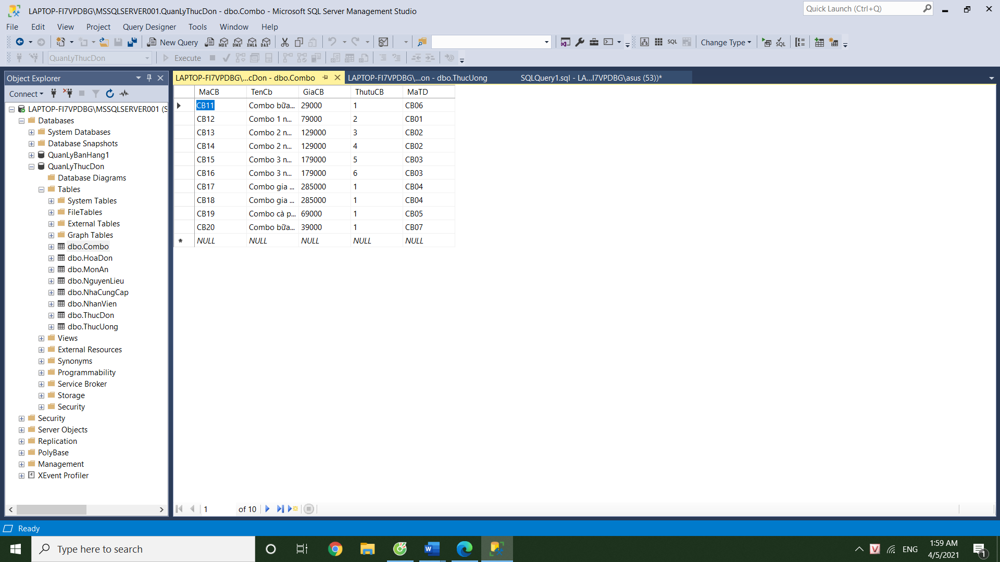 LAPTOP-FI7VPDBG\MSSQLSERVER001.QuanLyThucDon - dbo.Combo - Microsoft SQL Server Management Studio
Quick Launch (Ctrl+Q)
File Edit View Project Query Designer Tools Window Help
New Query MDX DMX XMLA DAX SQL Change Type SQL
QuanLyThucDon Execute
Object Explorer
LAPTOP-FI7VPDBG\...cDon - dbo.Combo LAPTOP-FI7VPDBG\...on - dbo.ThucUong SQLQuery1.sql - LA...I7VPDBG\asus (53))*
Connect
LAPTOP-FI7VPDBG\MSSQLSERVER001 (S
Databases
System Databases
Database Snapshots
QuanLyBanHang1
QuanLyThucDon
Database Diagrams
Tables
System Tables
FileTables
External Tables
Graph Tables
dbo.Combo
dbo.HoaDon
dbo.MonAn
dbo.NguyenLieu
dbo.NhaCungCap
dbo.NhanVien
dbo.ThucDon
dbo.ThucUong
Views
External Resources
Synonyms
Programmability
Service Broker
Storage
Security
Security
Server Objects
Replication
PolyBase
Management
XEvent Profiler
MaCB TenCb GiaCB ThutuCB MaTD
CB11 Combo bữa... 29000 1 CB06
CB12 Combo 1 n... 79000 2 CB01
CB13 Combo 2 n... 129000 3 CB02
CB14 Combo 2 n... 129000 4 CB02
CB15 Combo 3 n... 179000 5 CB03
CB16 Combo 3 n... 179000 6 CB03
CB17 Combo gia ... 285000 1 CB04
CB18 Combo gia ... 285000 1 CB04
CB19 Combo cà p... 69000 1 CB05
CB20 Combo bữa... 39000 1 CB07
NULL NULL NULL NULL NULL
1 of 10
Ready
Type here to search
ENG
1:59 AM
4/5/2021
1